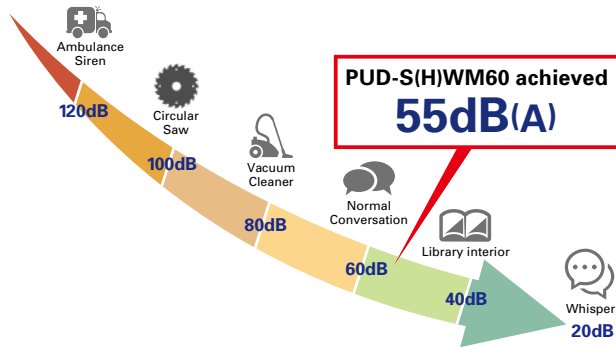 Ambulance
Siren
120dB
Circular
Saw
100dB
Vacuum
Cleaner
80dB
Normal
Conversation
60dB
PUD-S(H)WM60 achieved
55dB(A)
Library interior
40dB
Whisper
20dB